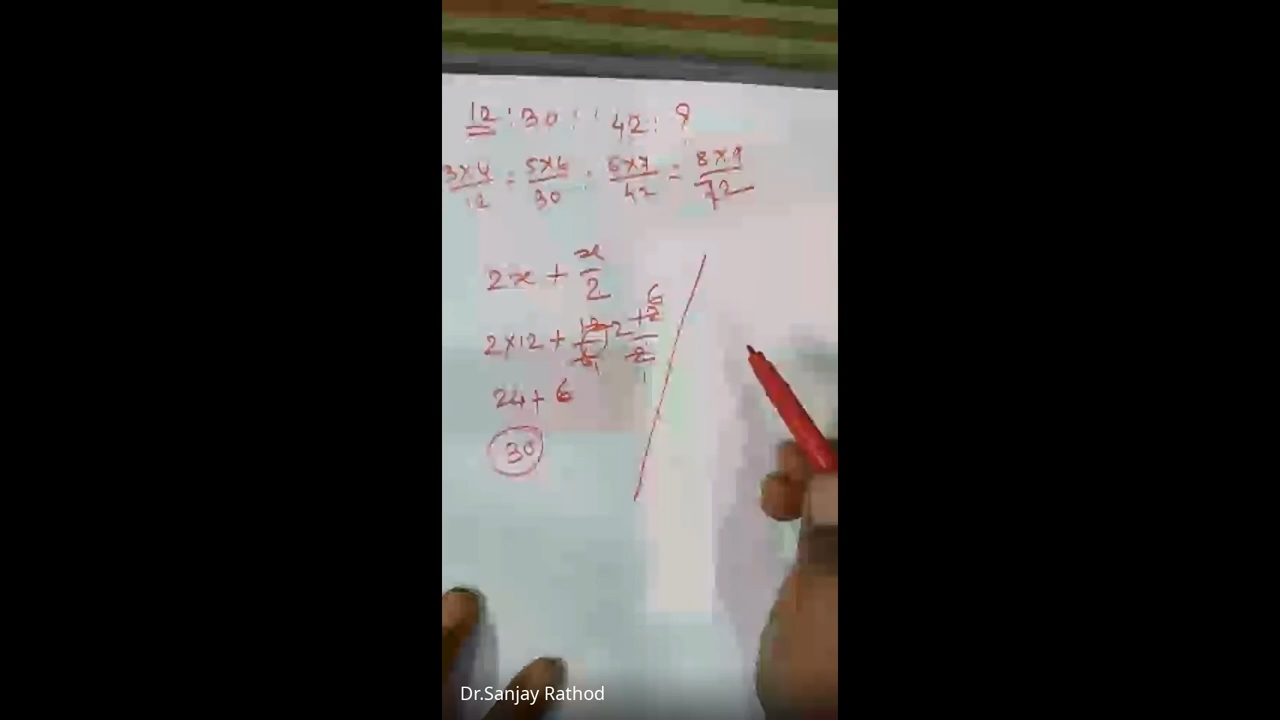 12 : 30 : : 42 : ?
3×4/12 = 5×6/30 : 6×7/42 = 8×9/72
2x + x/2
2×12 + 12/2
24 + 6
30
Dr.Sanjay Rathod